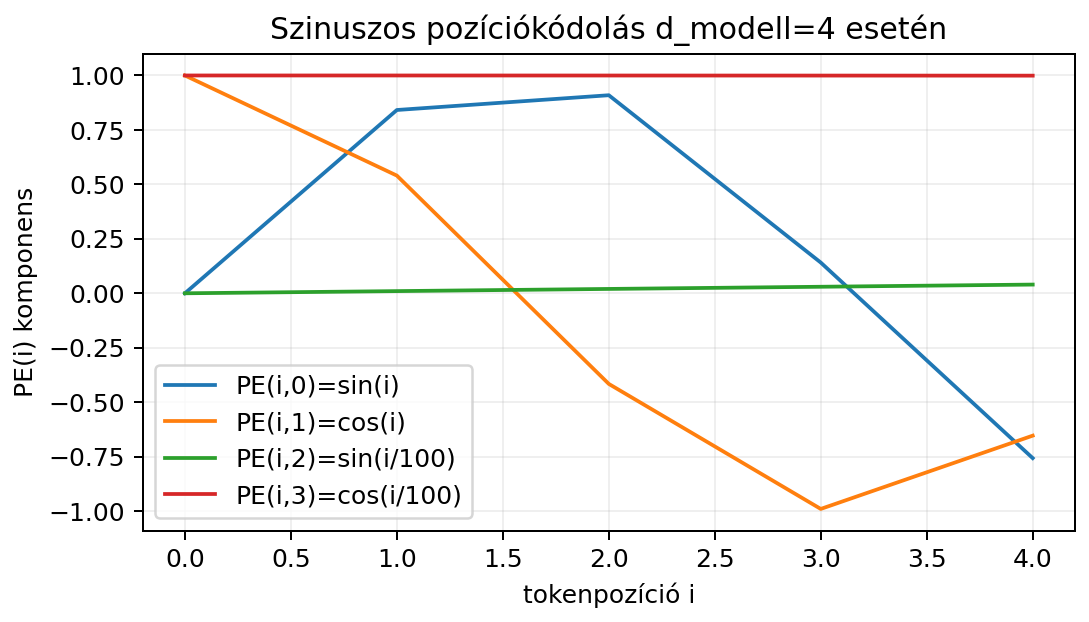 Szinuszos pozíciókódolás d_modell=4 esetén
PE(i) komponens
1.00
0.75
0.50
0.25
0.00
−0.25
−0.50
−0.75
−1.00
PE(i,0)=sin(i)
PE(i,1)=cos(i)
PE(i,2)=sin(i/100)
PE(i,3)=cos(i/100)
0.0 0.5 1.0 1.5 2.0 2.5 3.0 3.5 4.0
tokenpozíció i